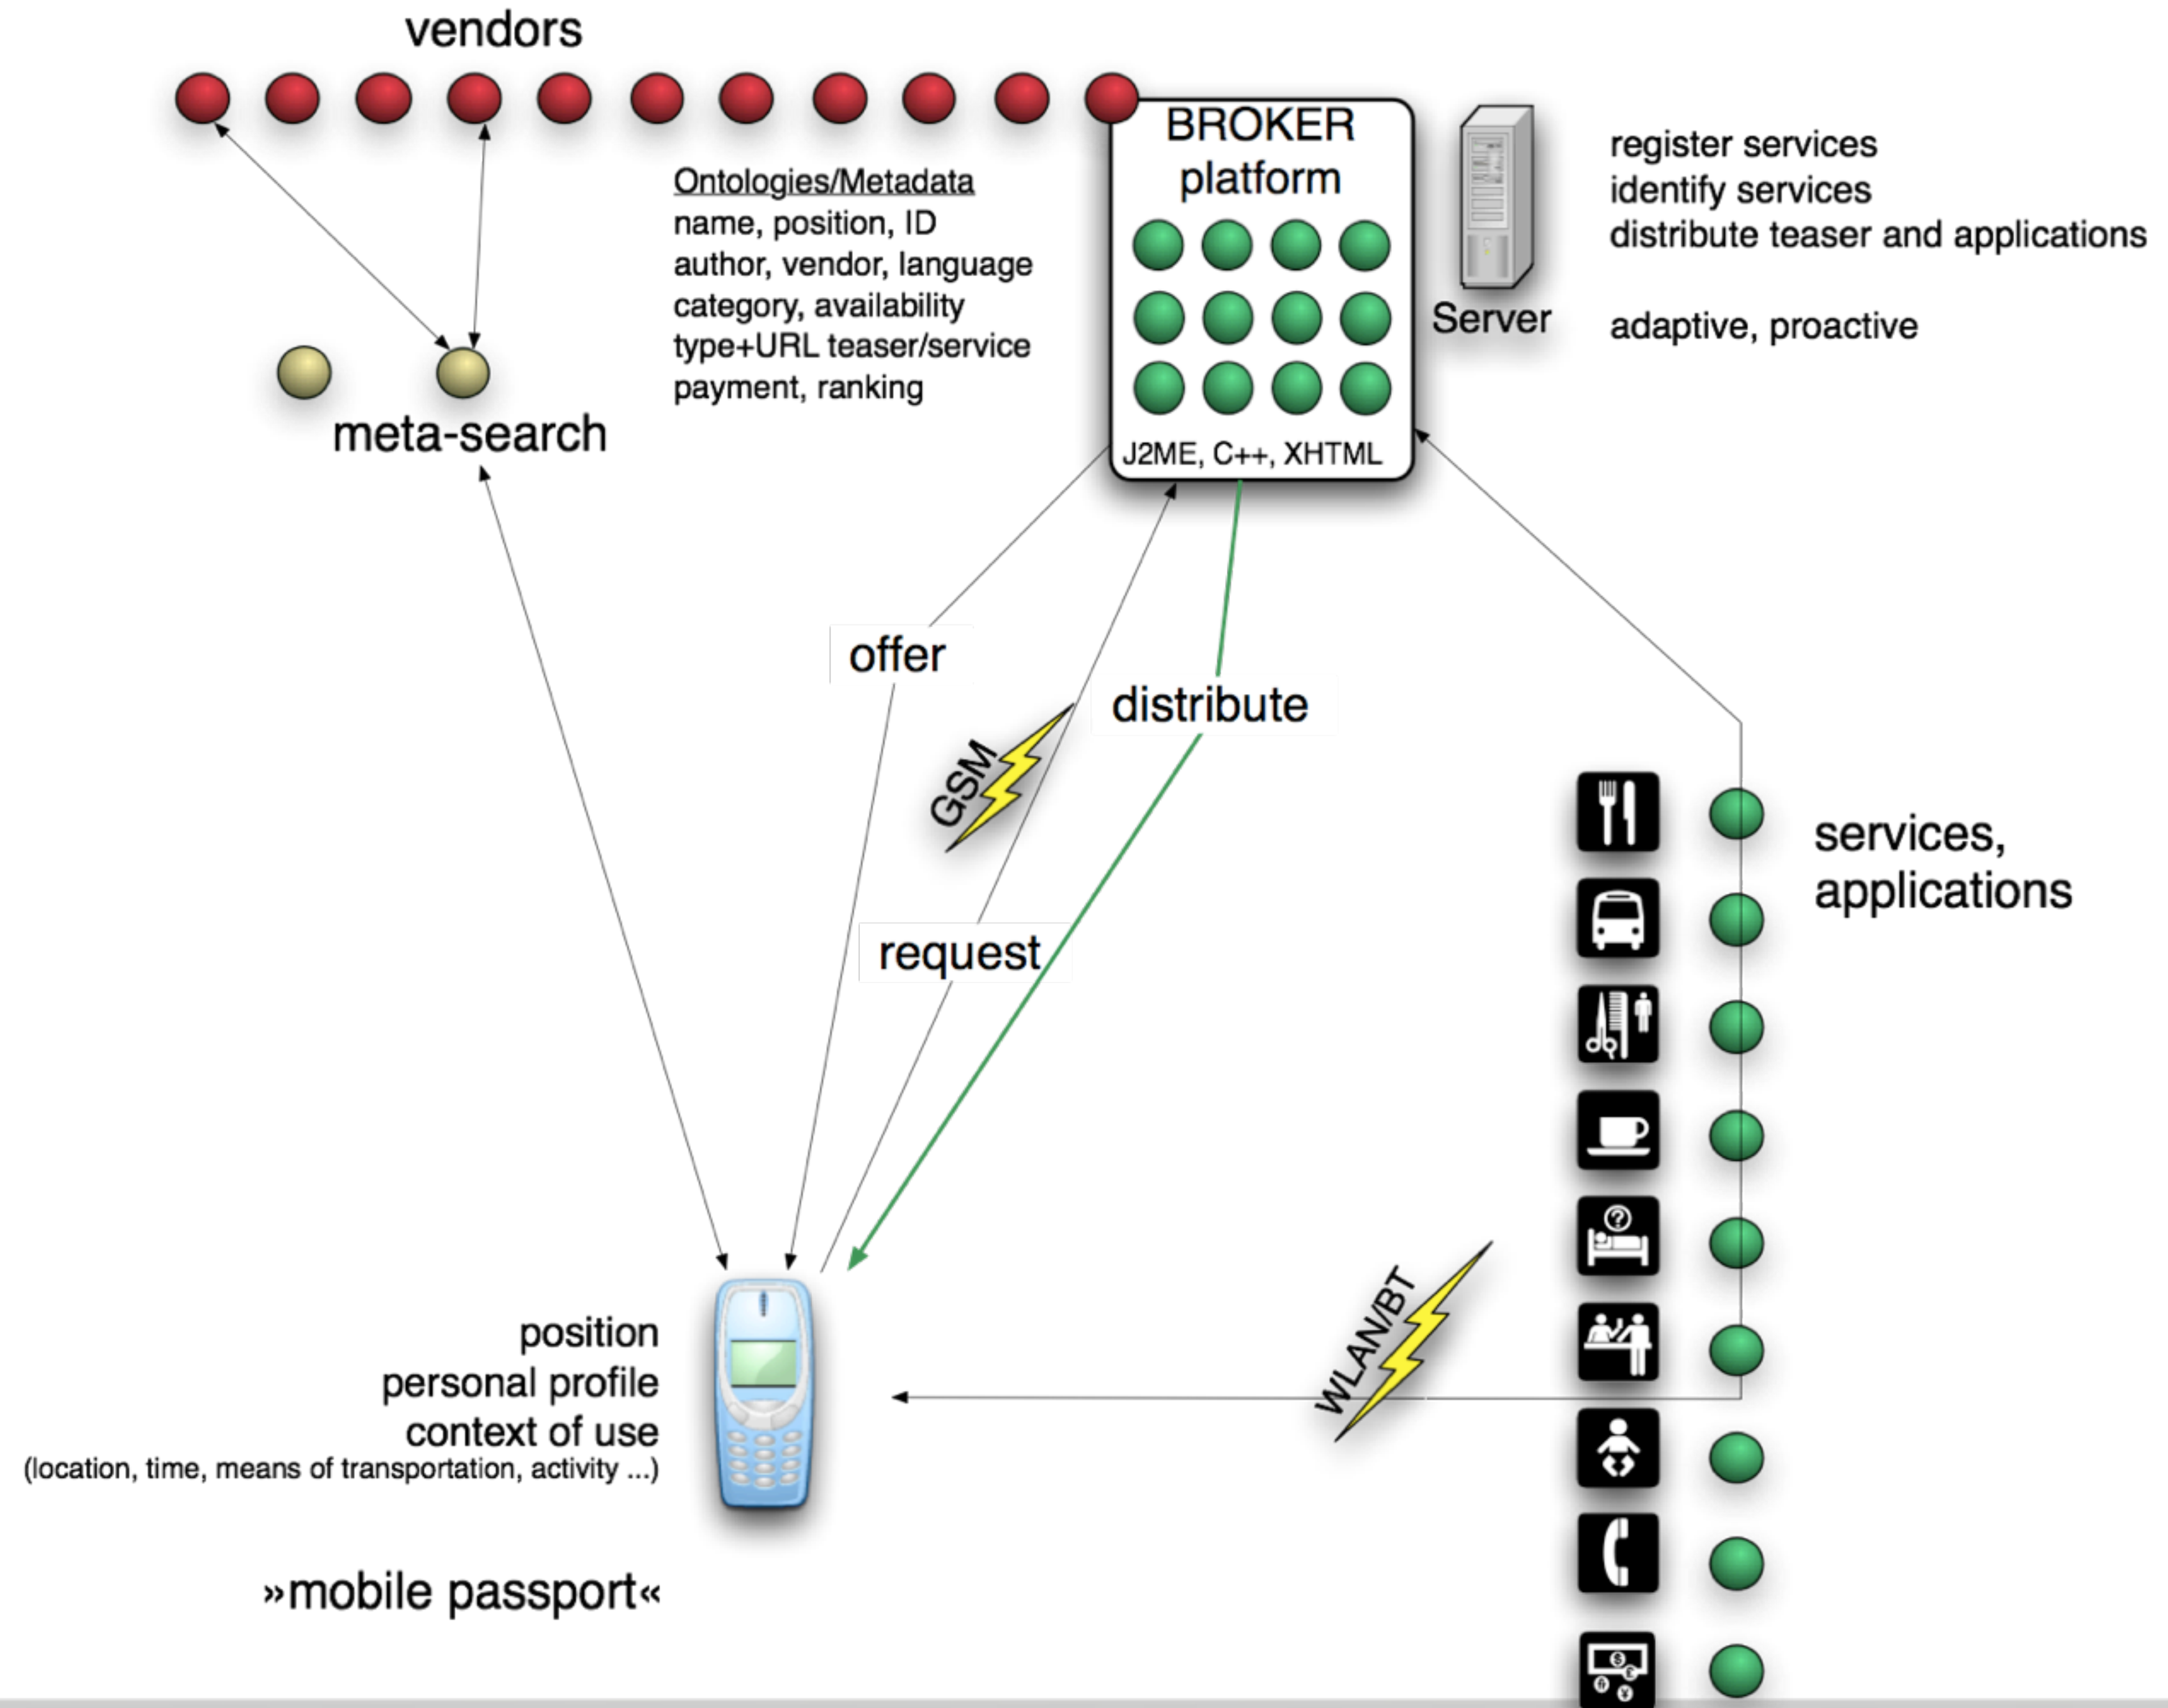 vendors
BROKER
platform
J2ME, C++, XHTML
Ontologies/Metadata
name, position, ID
author, vendor, language
category, availability
type+URL teaser/service
payment, ranking
Server
register services
identify services
distribute teaser and applications
adaptive, proactive
meta-search
offer
distribute
GSM
request
services,
applications
?
WLAN/BT
position
personal profile
context of use
(location, time, means of transportation, activity ...)
»mobile passport«